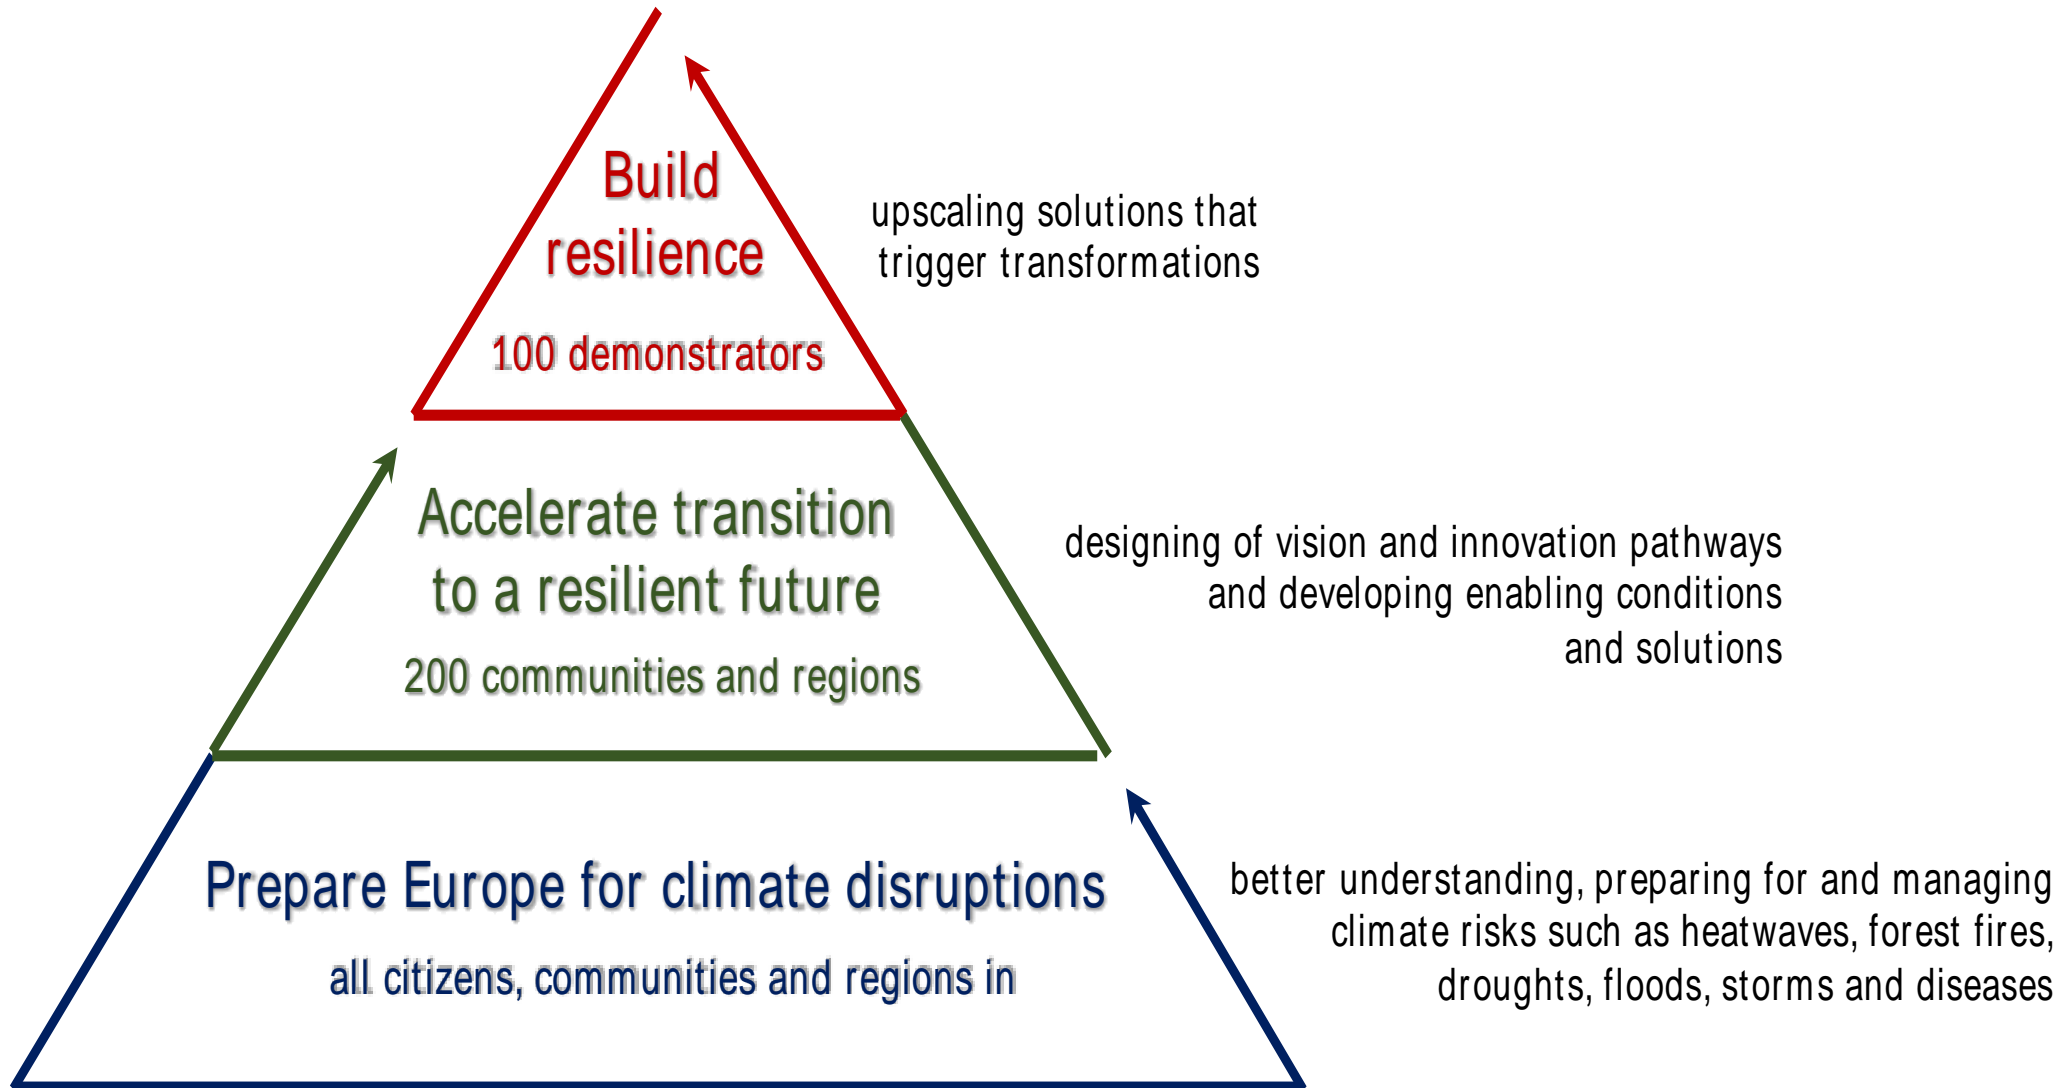 Build
resilience
100 demonstrators
upscaling solutions that
trigger transformations
Accelerate transition
to a resilient future
200 communities and regions
designing of vision and innovation pathways
and developing enabling conditions
and solutions
Prepare Europe for climate disruptions
all citizens, communities and regions in
better understanding, preparing for and managing
climate risks such as heatwaves, forest fires,
droughts, floods, storms and diseases